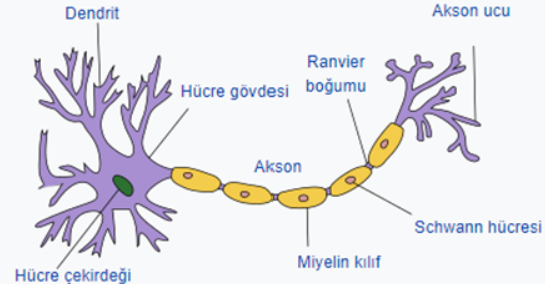 Dendrit
Akson ucu
Ranvier
boğumu
Hücre gövdesi
Akson
Schwann hücresi
Miyelin kılıf
Hücre çekirdeği